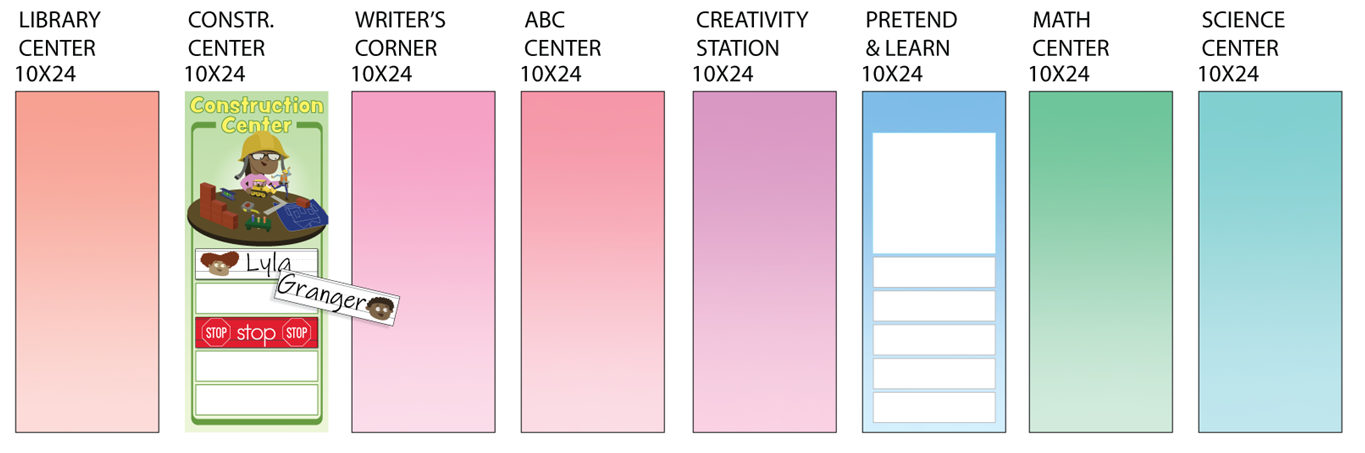 LIBRARY
CENTER
10X24
CONSTR.
CENTER
10X24
WRITER'S
CORNER
10X24
ABC
CENTER
10X24
CREATIVITY
STATION
10X24
PRETEND
& LEARN
10X24
MATH
CENTER
10X24
SCIENCE
CENTER
10X24
Construction
Center
Lyla
Granger
STOP stop STOP